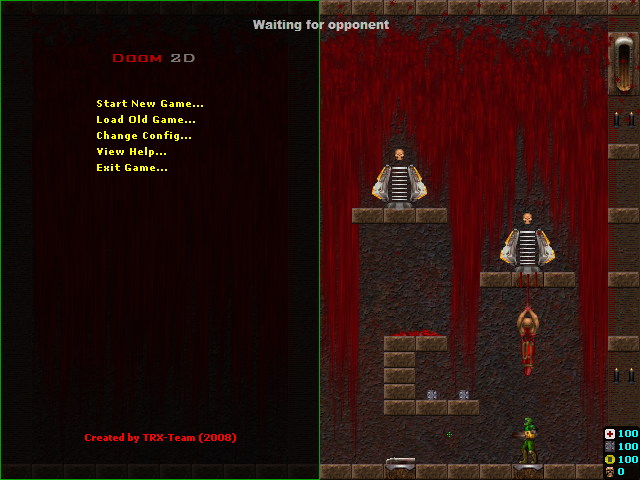 Waiting for opponent
Doom 2D
Start New Game...
Load Old Game...
Change Config...
View Help...
Exit Game...
Created by TRX-Team (2008)
100
100
100
0